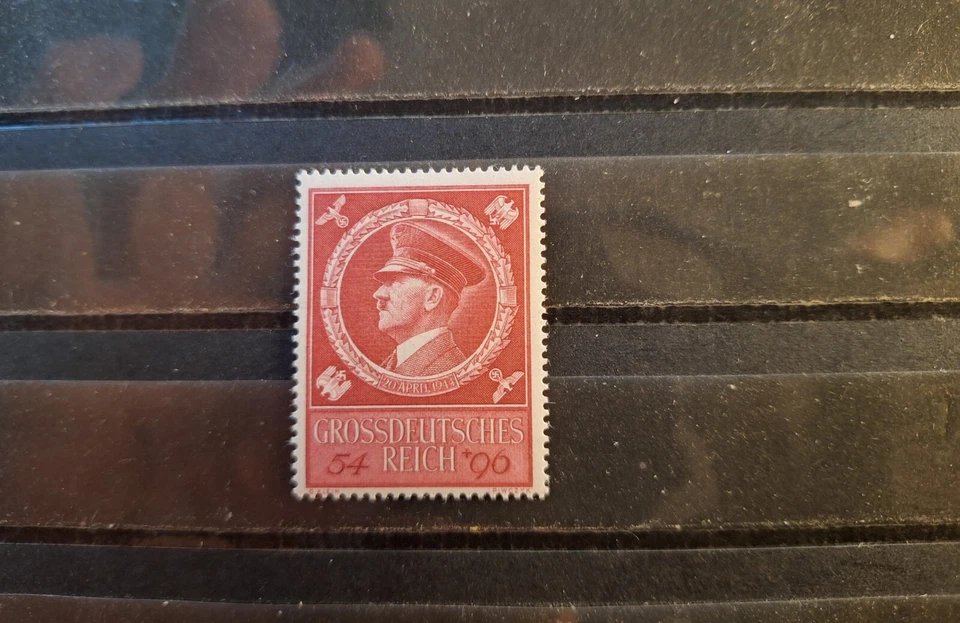 20. APRIL 1944
GROSSDEUTSCHES
54 REICH +96